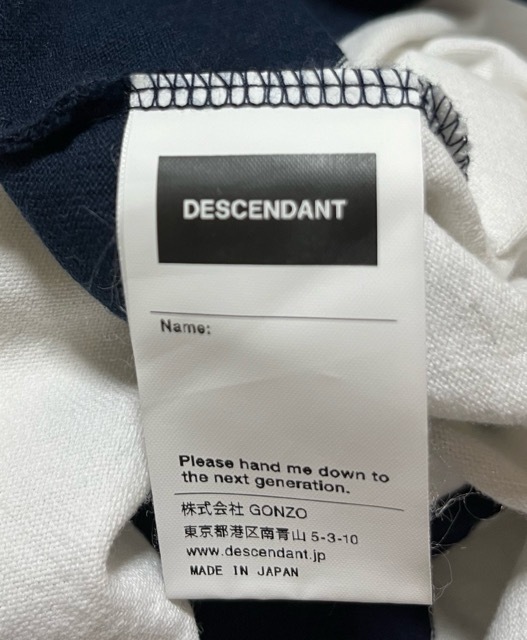 DESCENDANT
Name:
Please hand me down to
the next generation.
株式会社 GONZO
東京都港区南青山 5-3-10
www.descendant.jp
MADE IN JAPAN